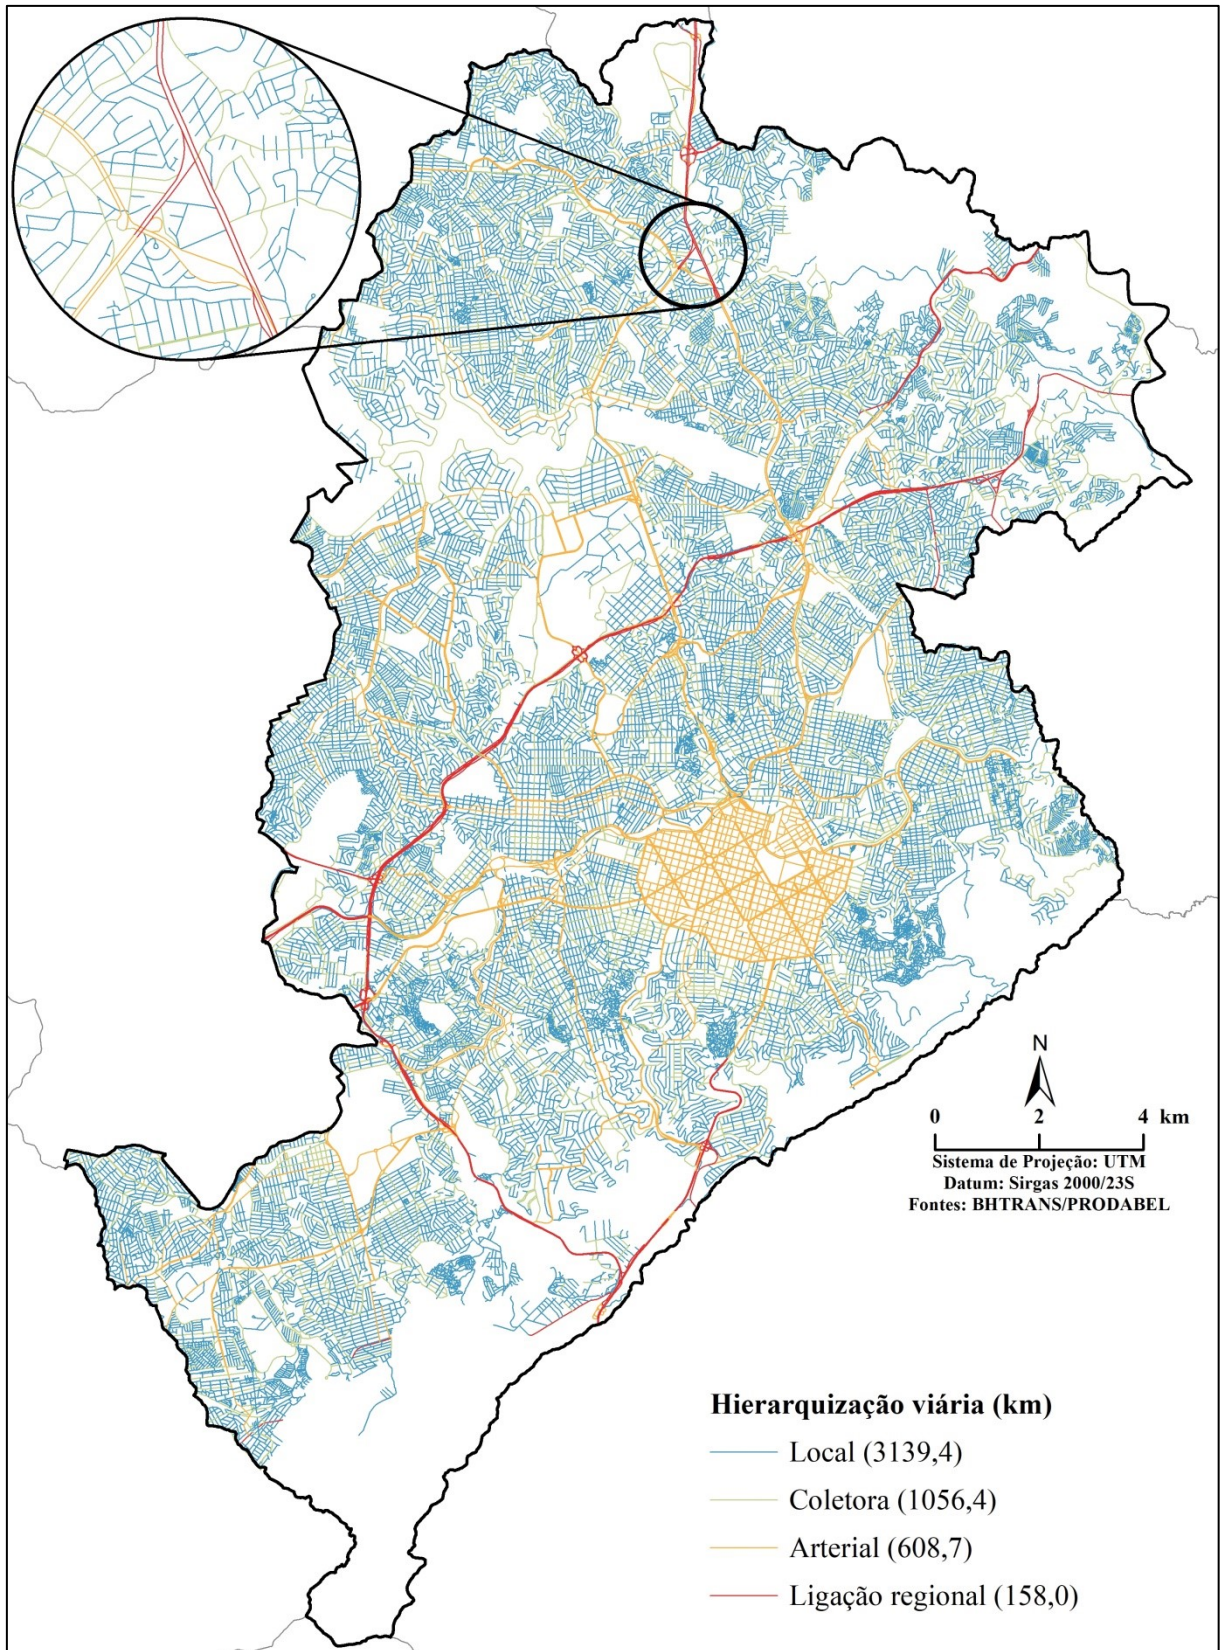 N
0 2 4 km
Sistema de Projeção: UTM
Datum: Sirgas 2000/23S
Fontes: BHTRANS/PRODABEL
Hierarquização viária (km)
Local (3139,4)
Coletora (1056,4)
Arterial (608,7)
Ligação regional (158,0)